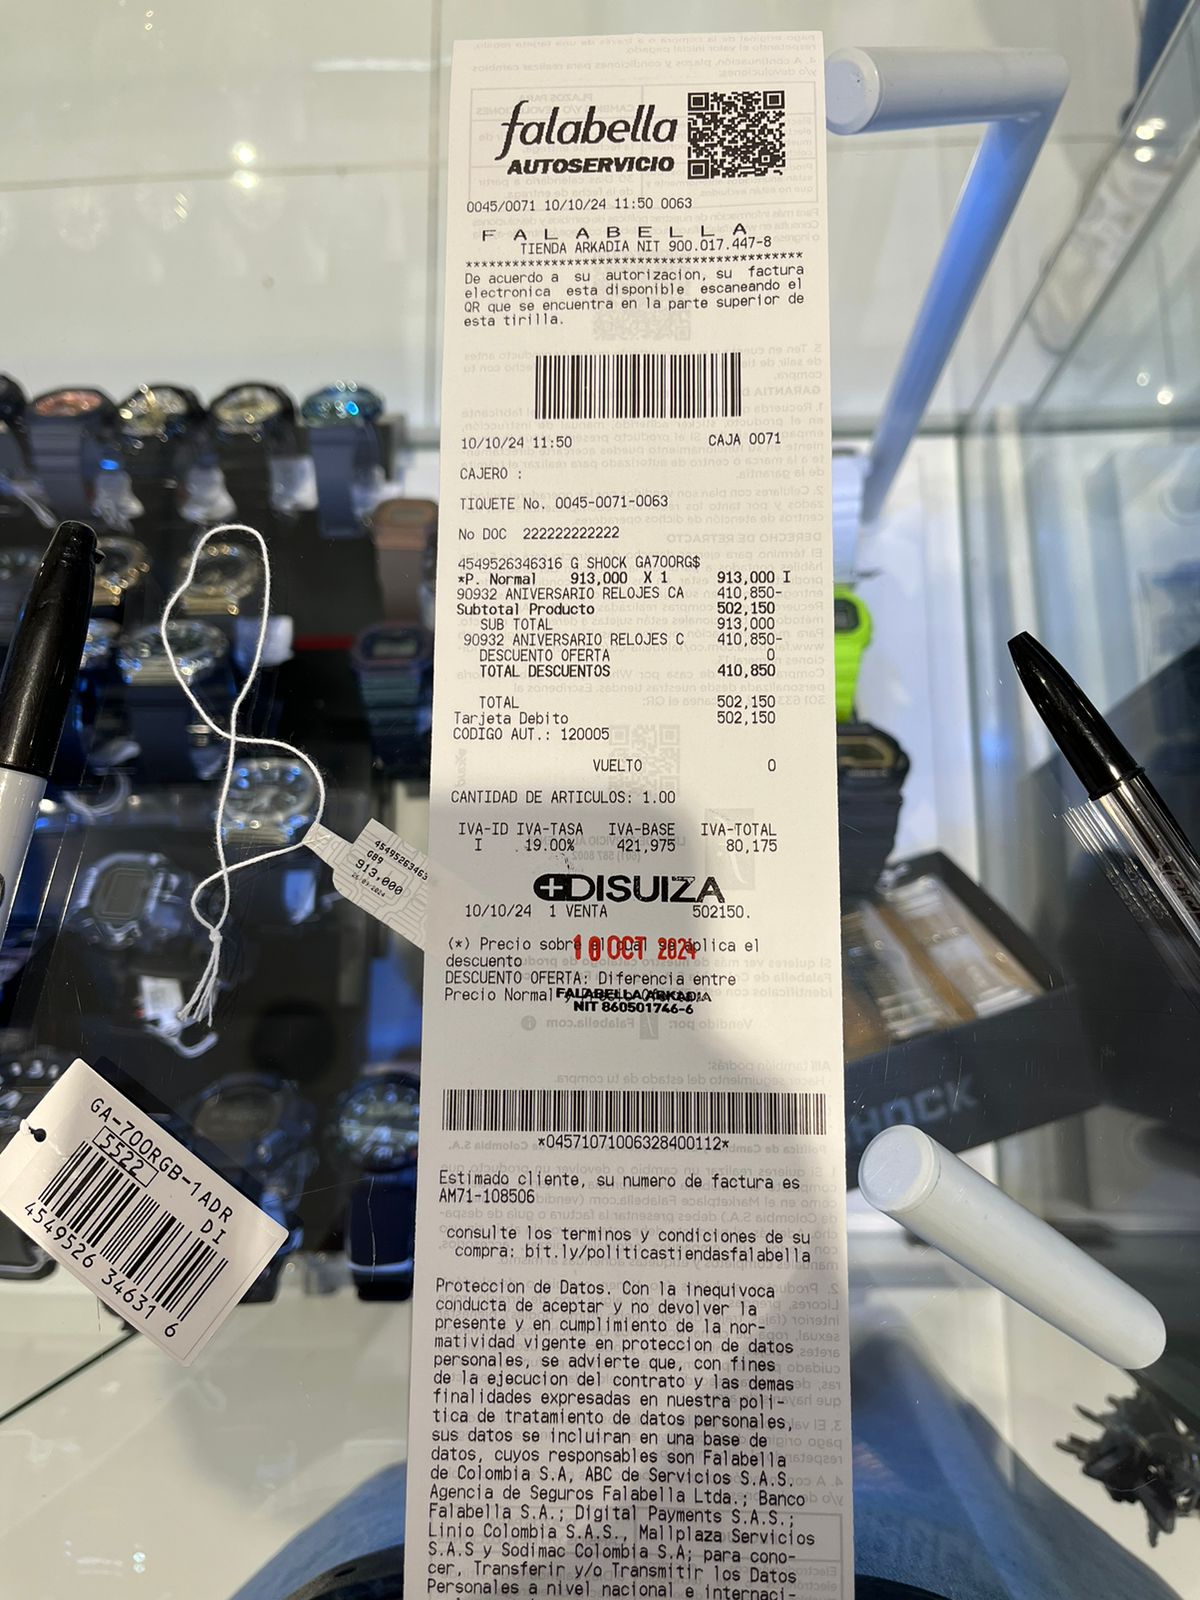 falabella
AUTOSERVICIO
0045/0071 10/10/24 11:50 0063
F A L A B E L L A
TIENDA ARKADIA NIT 900.017.447-8
****************************************
De acuerdo a su autorizacion, su factura
electronica esta disponible escaneando el
QR que se encuentra en la parte superior de
esta tirilla.
10/10/24 11:50 CAJA 0071
CAJERO :
TIQUETE No. 0045-0071-0063
No DOC 222222222222
4549526346316 G SHOCK GA700RG$
*P. Normal 913,000 X 1 913,000 I
90932 ANIVERSARIO RELOJES CA 410,850-
Subtotal Producto 502,150
SUB TOTAL 913,000
90932 ANIVERSARIO RELOJES C 410,850-
DESCUENTO OFERTA 0
TOTAL DESCUENTOS 410,850
TOTAL 502,150
Tarjeta Debito 502,150
CODIGO AUT.: 120005
VUELTO 0
CANTIDAD DE ARTICULOS: 1.00
IVA-ID IVA-TASA IVA-BASE IVA-TOTAL
I 19.00% 421,975 80,175
DISUIZA
10/10/24 1 VENTA 502150.
(*) Precio sobre el cual se aplica el
10 OCT 2024
descuento
DESCUENTO OFERTA: Diferencia entre
Precio Normal
FALABELLA ARKADIA
NIT 860501746-6
*04571071006328400112*
Estimado cliente, su numero de factura es
AM71-108506
consulte los terminos y condiciones de su
compra: bit.ly/politicastiendasfalabella
Proteccion de Datos. Con la inequivoca
conducta de aceptar y no devolver la
presente y en cumplimiento de la nor-
matividad vigente en proteccion de datos
personales, se advierte que, con fines
de la ejecucion del contrato y las demas
finalidades expresadas en nuestra poli-
tica de tratamiento de datos personales,
sus datos se incluiran en una base de
datos, cuyos responsables son Falabella
de Colombia S.A, ABC de Servicios S.A.S.
Agencia de Seguros Falabella Ltda.; Banco
Falabella S.A.; Digital Payments S.A.S.;
Linio Colombia S.A.S., Mallplaza Servicios
S.A.S y Sodimac Colombia S.A; para cono-
cer, Transferir y/o Transmitir los Datos
Personales a nivel nacional e internaci-
45495263463
G89
913,000
GA-700RGB-1ADR
5522 DI
4549526 34631 6
SHOCK